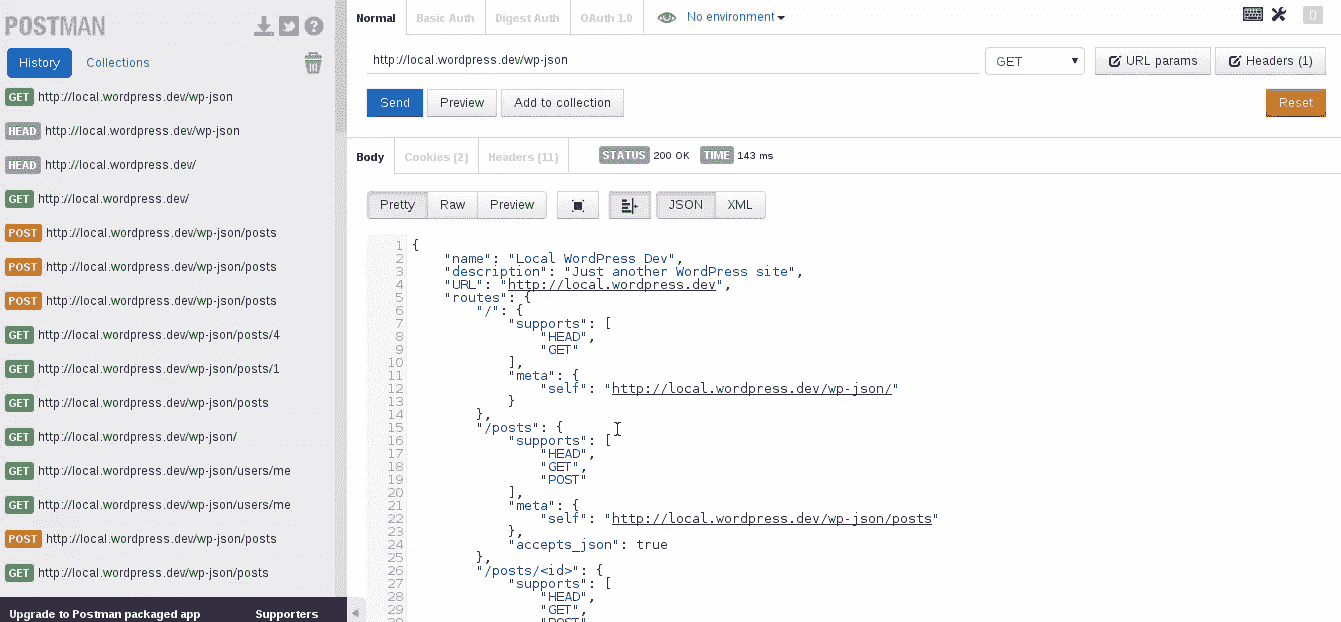 POSTMAN
History Collections
GET http://local.wordpress.dev/wp-json
HEAD http://local.wordpress.dev/wp-json
HEAD http://local.wordpress.dev/
GET http://local.wordpress.dev/
POST http://local.wordpress.dev/wp-json/posts
POST http://local.wordpress.dev/wp-json/posts
POST http://local.wordpress.dev/wp-json/posts
GET http://local.wordpress.dev/wp-json/posts/4
GET http://local.wordpress.dev/wp-json/posts/1
GET http://local.wordpress.dev/wp-json/posts
GET http://local.wordpress.dev/wp-json/
GET http://local.wordpress.dev/wp-json/users/me
GET http://local.wordpress.dev/wp-json/users/me
POST http://local.wordpress.dev/wp-json/posts
GET http://local.wordpress.dev/wp-json/posts
Upgrade to Postman packaged app Supporters
Normal Basic Auth Digest Auth OAuth 1.0 No environment 0
http://local.wordpress.dev/wp-json GET URL params Headers (1)
Send Preview Add to collection Reset
Body Cookies (2) Headers (11) STATUS 200 OK TIME 143 ms
Pretty Raw Preview JSON XML
1 {
2 "name": "Local WordPress Dev",
3 "description": "Just another WordPress site",
4 "URL": "http://local.wordpress.dev",
5 "routes": {
6 "/": {
7 "supports": [
8 "HEAD",
9 "GET"
10 ],
11 "meta": {
12 "self": "http://local.wordpress.dev/wp-json/"
13 }
14 },
15 "/posts": {
16 "supports": [
17 "HEAD",
18 "GET",
19 "POST"
20 ],
21 "meta": {
22 "self": "http://local.wordpress.dev/wp-json/posts"
23 },
24 "accepts_json": true
25 },
26 "/posts/<id>": {
27 "supports": [
28 "HEAD",
29 "GET",
30 "POST"